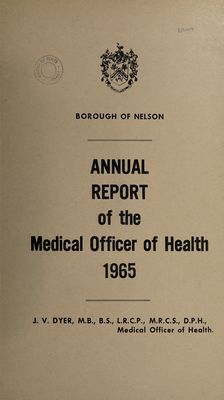 BOROUGH OF NELSON
ANNUAL
REPORT
of the
Medical Officer of Health
1965
J. V. DYER, M.B., B.S., L.R.C.P., M.R.C.S., D.P.H.,
Medical Officer of Health.